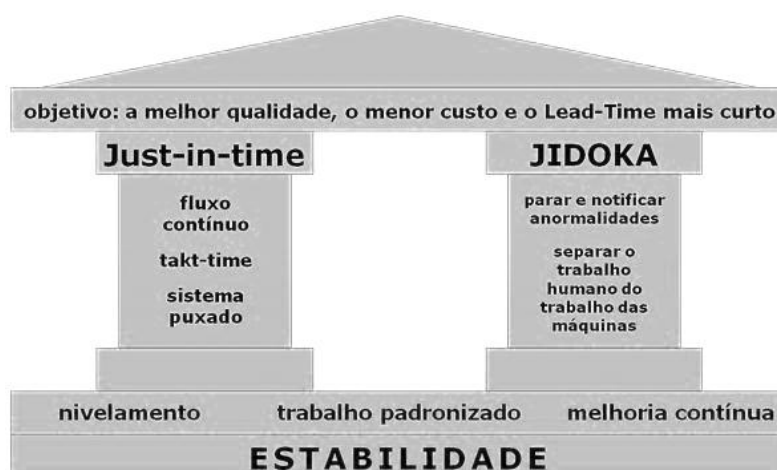 objetivo: a melhor qualidade, o menor custo e o Lead-Time mais curto
Just-in-time
fluxo
contínuo
takt-time
sistema
puxado
JIDOKA
parar e notificar
anormalidades
separar o
trabalho
humano do
trabalho das
máquinas
nivelamento trabalho padronizado melhoria contínua
ESTABILIDADE